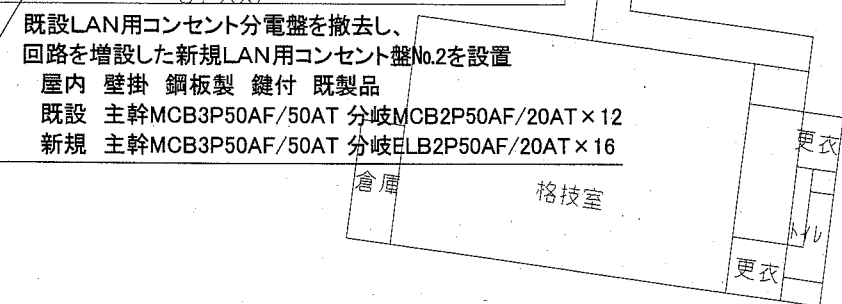 既設LAN用コンセント分電盤を撤去し、
回路を増設した新規LAN用コンセント盤№2を設置
屋内 壁掛 鋼板製 鍵付 既製品
既設 主幹MCB3P50AF/50AT 分岐MCB2P50AF/20AT×12
新規 主幹MCB3P50AF/50AT 分岐ELB2P50AF/20AT×16
更衣
倉庫
格技室
トイレ
更衣